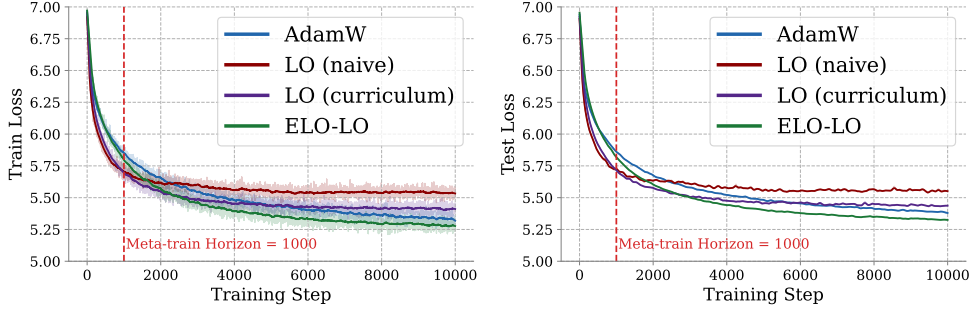 7.00
6.75
6.50
6.25
6.00
5.75
5.50
5.25
5.00
Train Loss
AdamW
LO (naive)
LO (curriculum)
ELO-LO
Meta-train Horizon = 1000
0 2000 4000 6000 8000 10000
Training Step
7.00
6.75
6.50
6.25
6.00
5.75
5.50
5.25
5.00
Test Loss
AdamW
LO (naive)
LO (curriculum)
ELO-LO
Meta-train Horizon = 1000
0 2000 4000 6000 8000 10000
Training Step